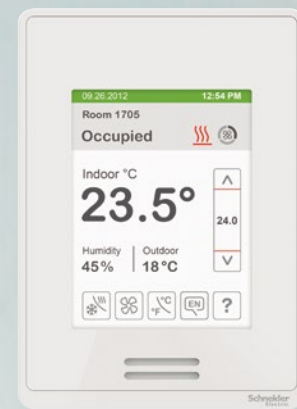 09.26.2012 12:54 PM
Room 1705
Occupied
Indoor °C
23.5°
24.0
Humidity Outdoor
45% 18°C
°C
°F
EN
?
Schneider
Electric